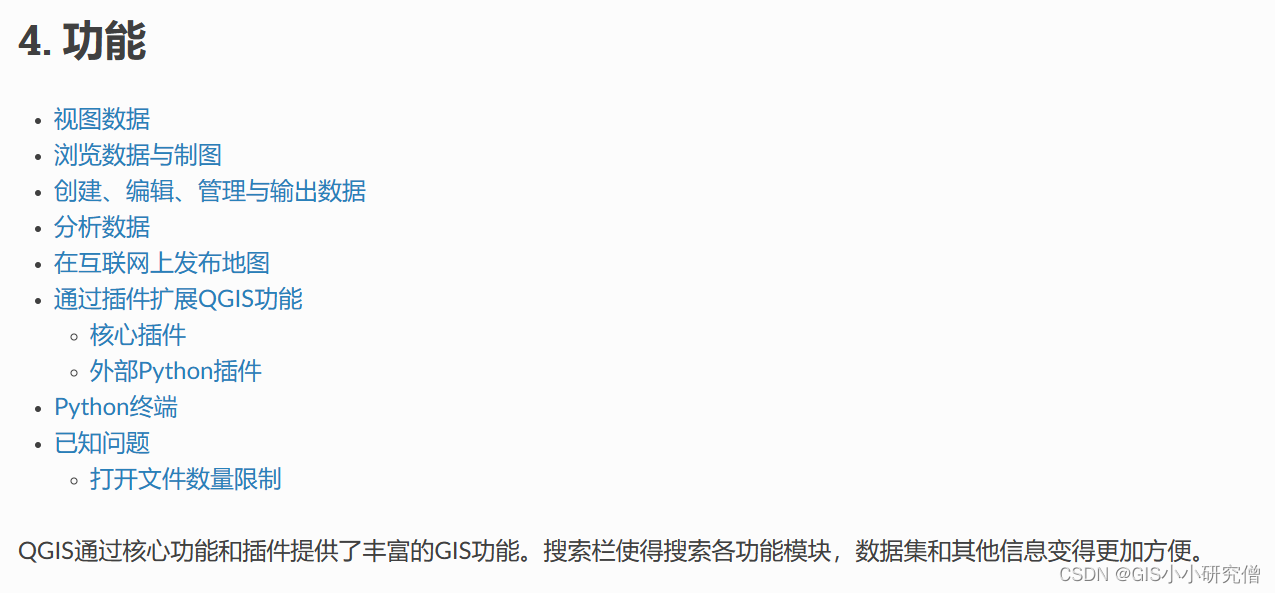 4. 功能
视图数据
浏览数据与制图
创建、编辑、管理与输出数据
分析数据
在互联网上发布地图
通过插件扩展QGIS功能
核心插件
外部Python插件
Python终端
已知问题
打开文件数量限制
QGIS通过核心功能和插件提供了丰富的GIS功能。搜索栏使得搜索各功能模块，数据集和其他信息变得更加方便。
CSDN @GIS小小研究僧